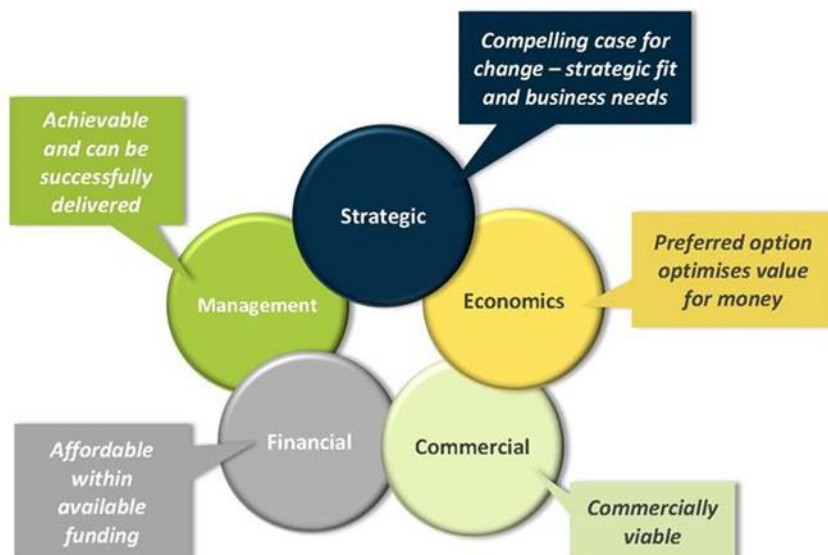 Compelling case for
change – strategic fit
and business needs
Achievable
and can be
successfully
delivered
Strategic
Preferred option
optimises value
for money
Management
Economics
Financial
Commercial
Affordable
within
available
funding
Commercially
viable